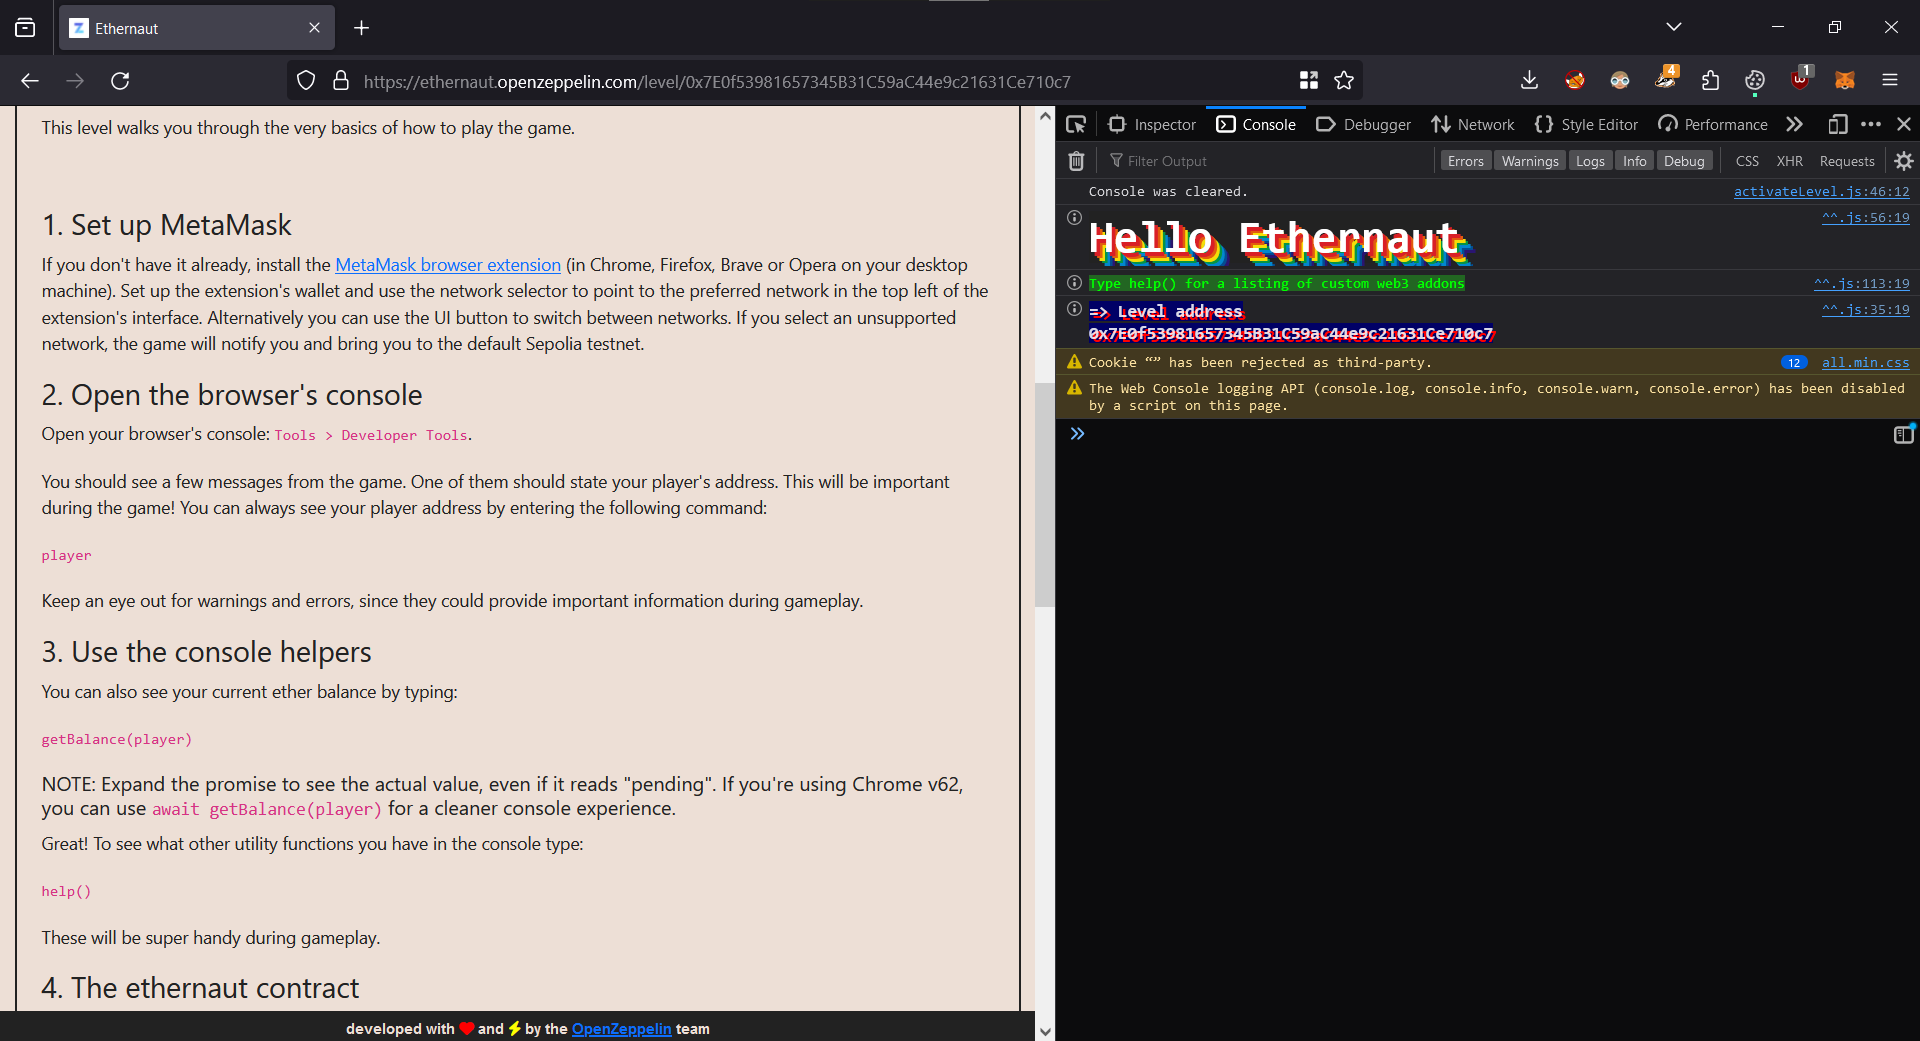 Ethernaut
https://ethernaut.openzeppelin.com/level/0x7E0f53981657345B31C59aC44e9c21631Ce710c7
4
1
This level walks you through the very basics of how to play the game.
1. Set up MetaMask
If you don't have it already, install the MetaMask browser extension (in Chrome, Firefox, Brave or Opera on your desktop
machine). Set up the extension's wallet and use the network selector to point to the preferred network in the top left of the
extension's interface. Alternatively you can use the UI button to switch between networks. If you select an unsupported
network, the game will notify you and bring you to the default Sepolia testnet.
2. Open the browser's console
Open your browser's console: Tools > Developer Tools.
You should see a few messages from the game. One of them should state your player's address. This will be important
during the game! You can always see your player address by entering the following command:
player
Keep an eye out for warnings and errors, since they could provide important information during gameplay.
3. Use the console helpers
You can also see your current ether balance by typing:
getBalance(player)
NOTE: Expand the promise to see the actual value, even if it reads "pending". If you're using Chrome v62,
you can use await getBalance(player) for a cleaner console experience.
Great! To see what other utility functions you have in the console type:
help()
These will be super handy during gameplay.
4. The ethernaut contract
developed with ❤ and ⚡ by the OpenZeppelin team
Inspector Console Debugger Network Style Editor Performance
Filter Output Errors Warnings Logs Info Debug CSS XHR Requests
Console was cleared. activateLevel.js:46:12
Hello Ethernaut ^^.js:56:19
Type help() for a listing of custom web3 addons ^^.js:113:19
=> Level address ^^.js:35:19
0x7E0f53981657345B31C59aC44e9c21631Ce710c7
Cookie “” has been rejected as third-party. 12 all.min.css
The Web Console logging API (console.log, console.info, console.warn, console.error) has been disabled
by a script on this page.